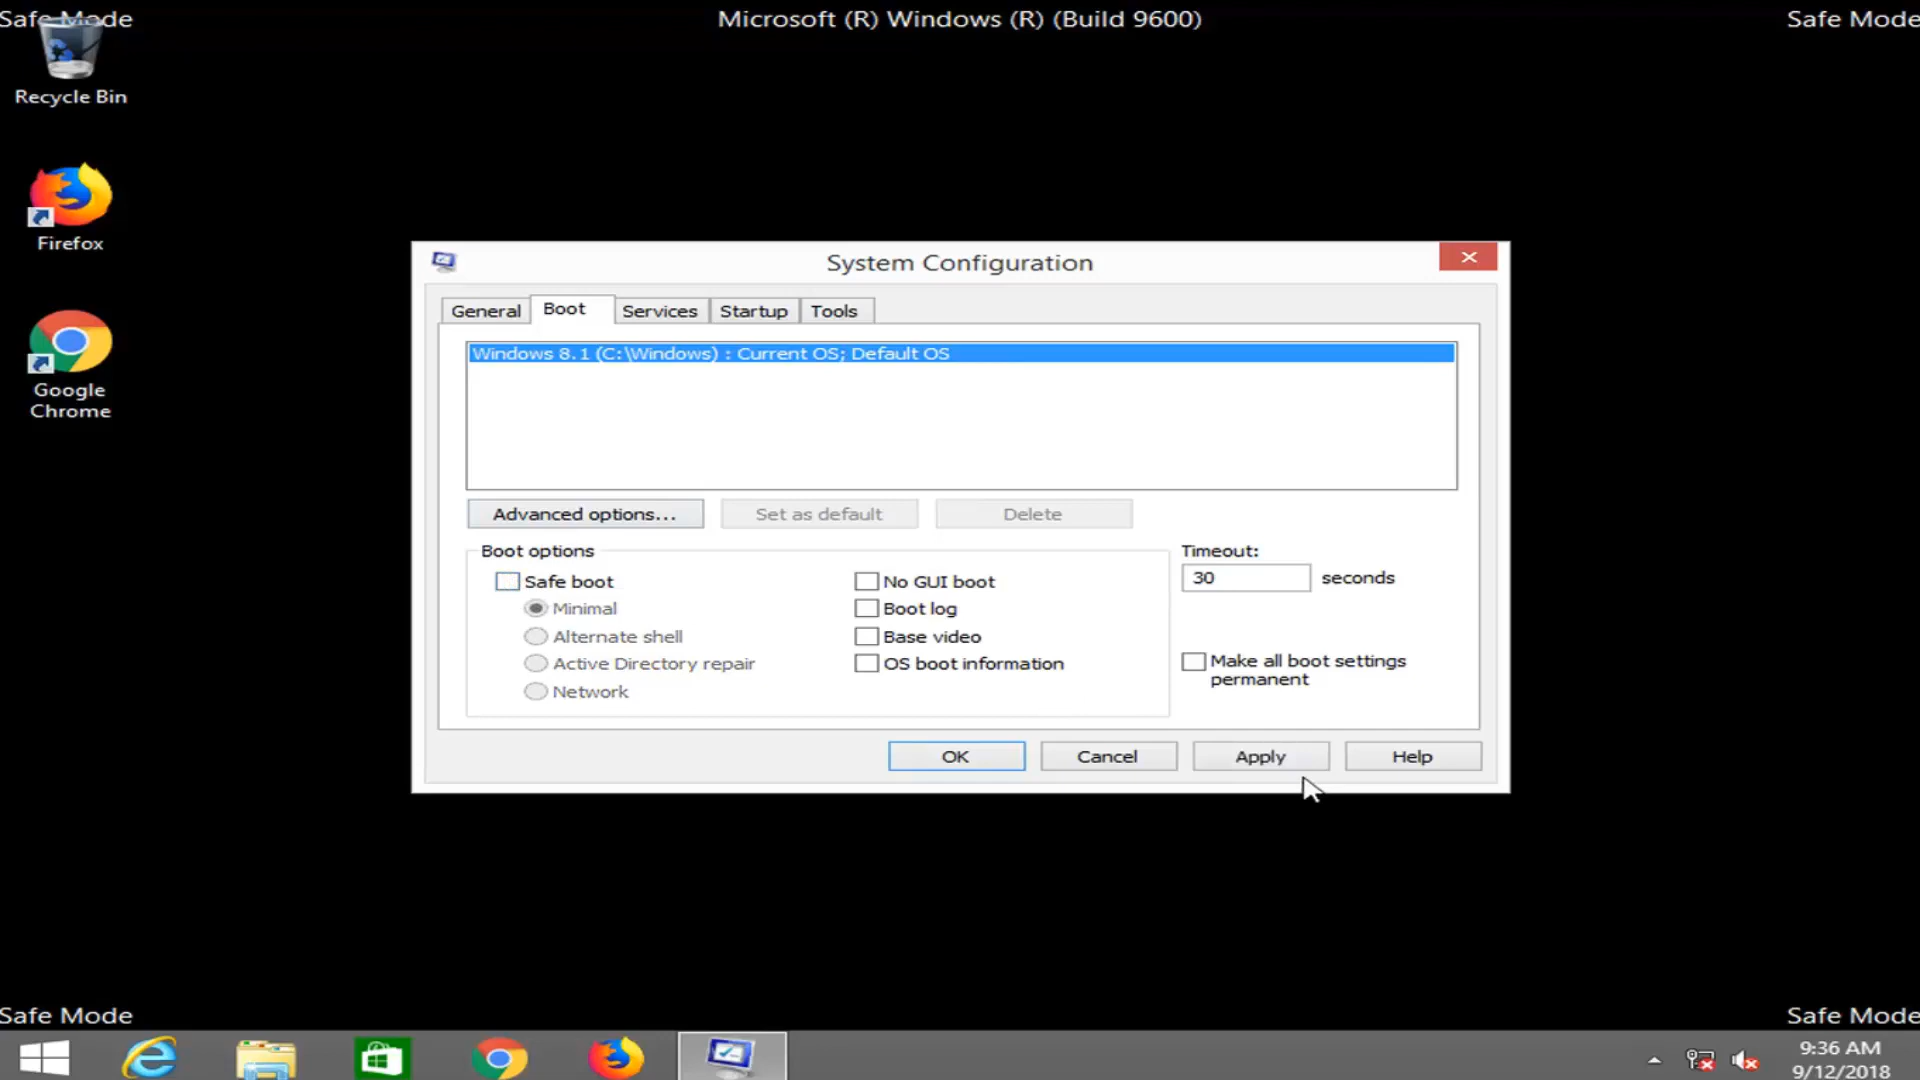 Safe Mode
Microsoft (R) Windows (R) (Build 9600)
Safe Mode
Recycle Bin
Firefox
Google
Chrome
System Configuration
General
Boot
Services
Startup
Tools
Windows 8.1 (C:\Windows) : Current OS; Default OS
Advanced options...
Set as default
Delete
Boot options
Safe boot
Minimal
Alternate shell
Active Directory repair
Network
No GUI boot
Boot log
Base video
OS boot information
Timeout:
30 seconds
Make all boot settings
permanent
OK
Cancel
Apply
Help
Safe Mode
Safe Mode
9:36 AM
9/12/2018